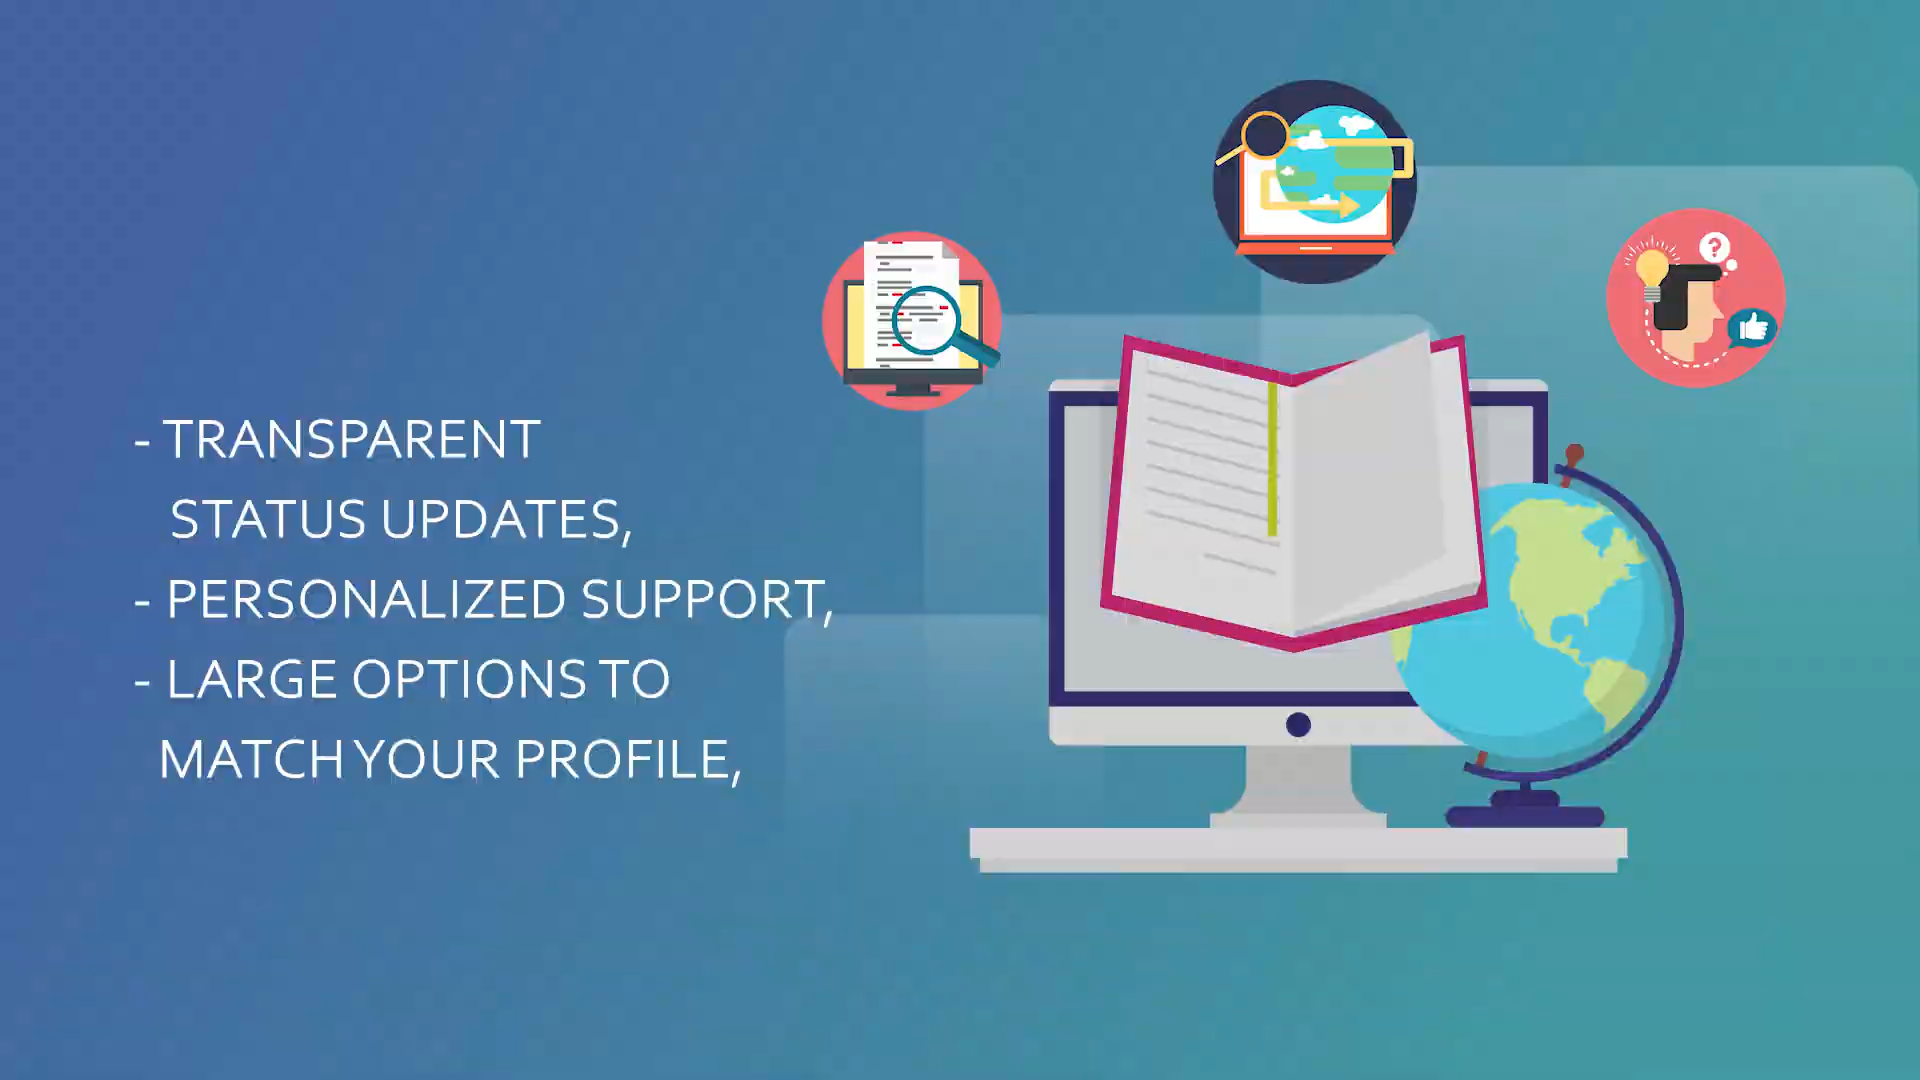 - TRANSPARENT
STATUS UPDATES,
- PERSONALIZED SUPPORT,
- LARGE OPTIONS TO
MATCH YOUR PROFILE,
?